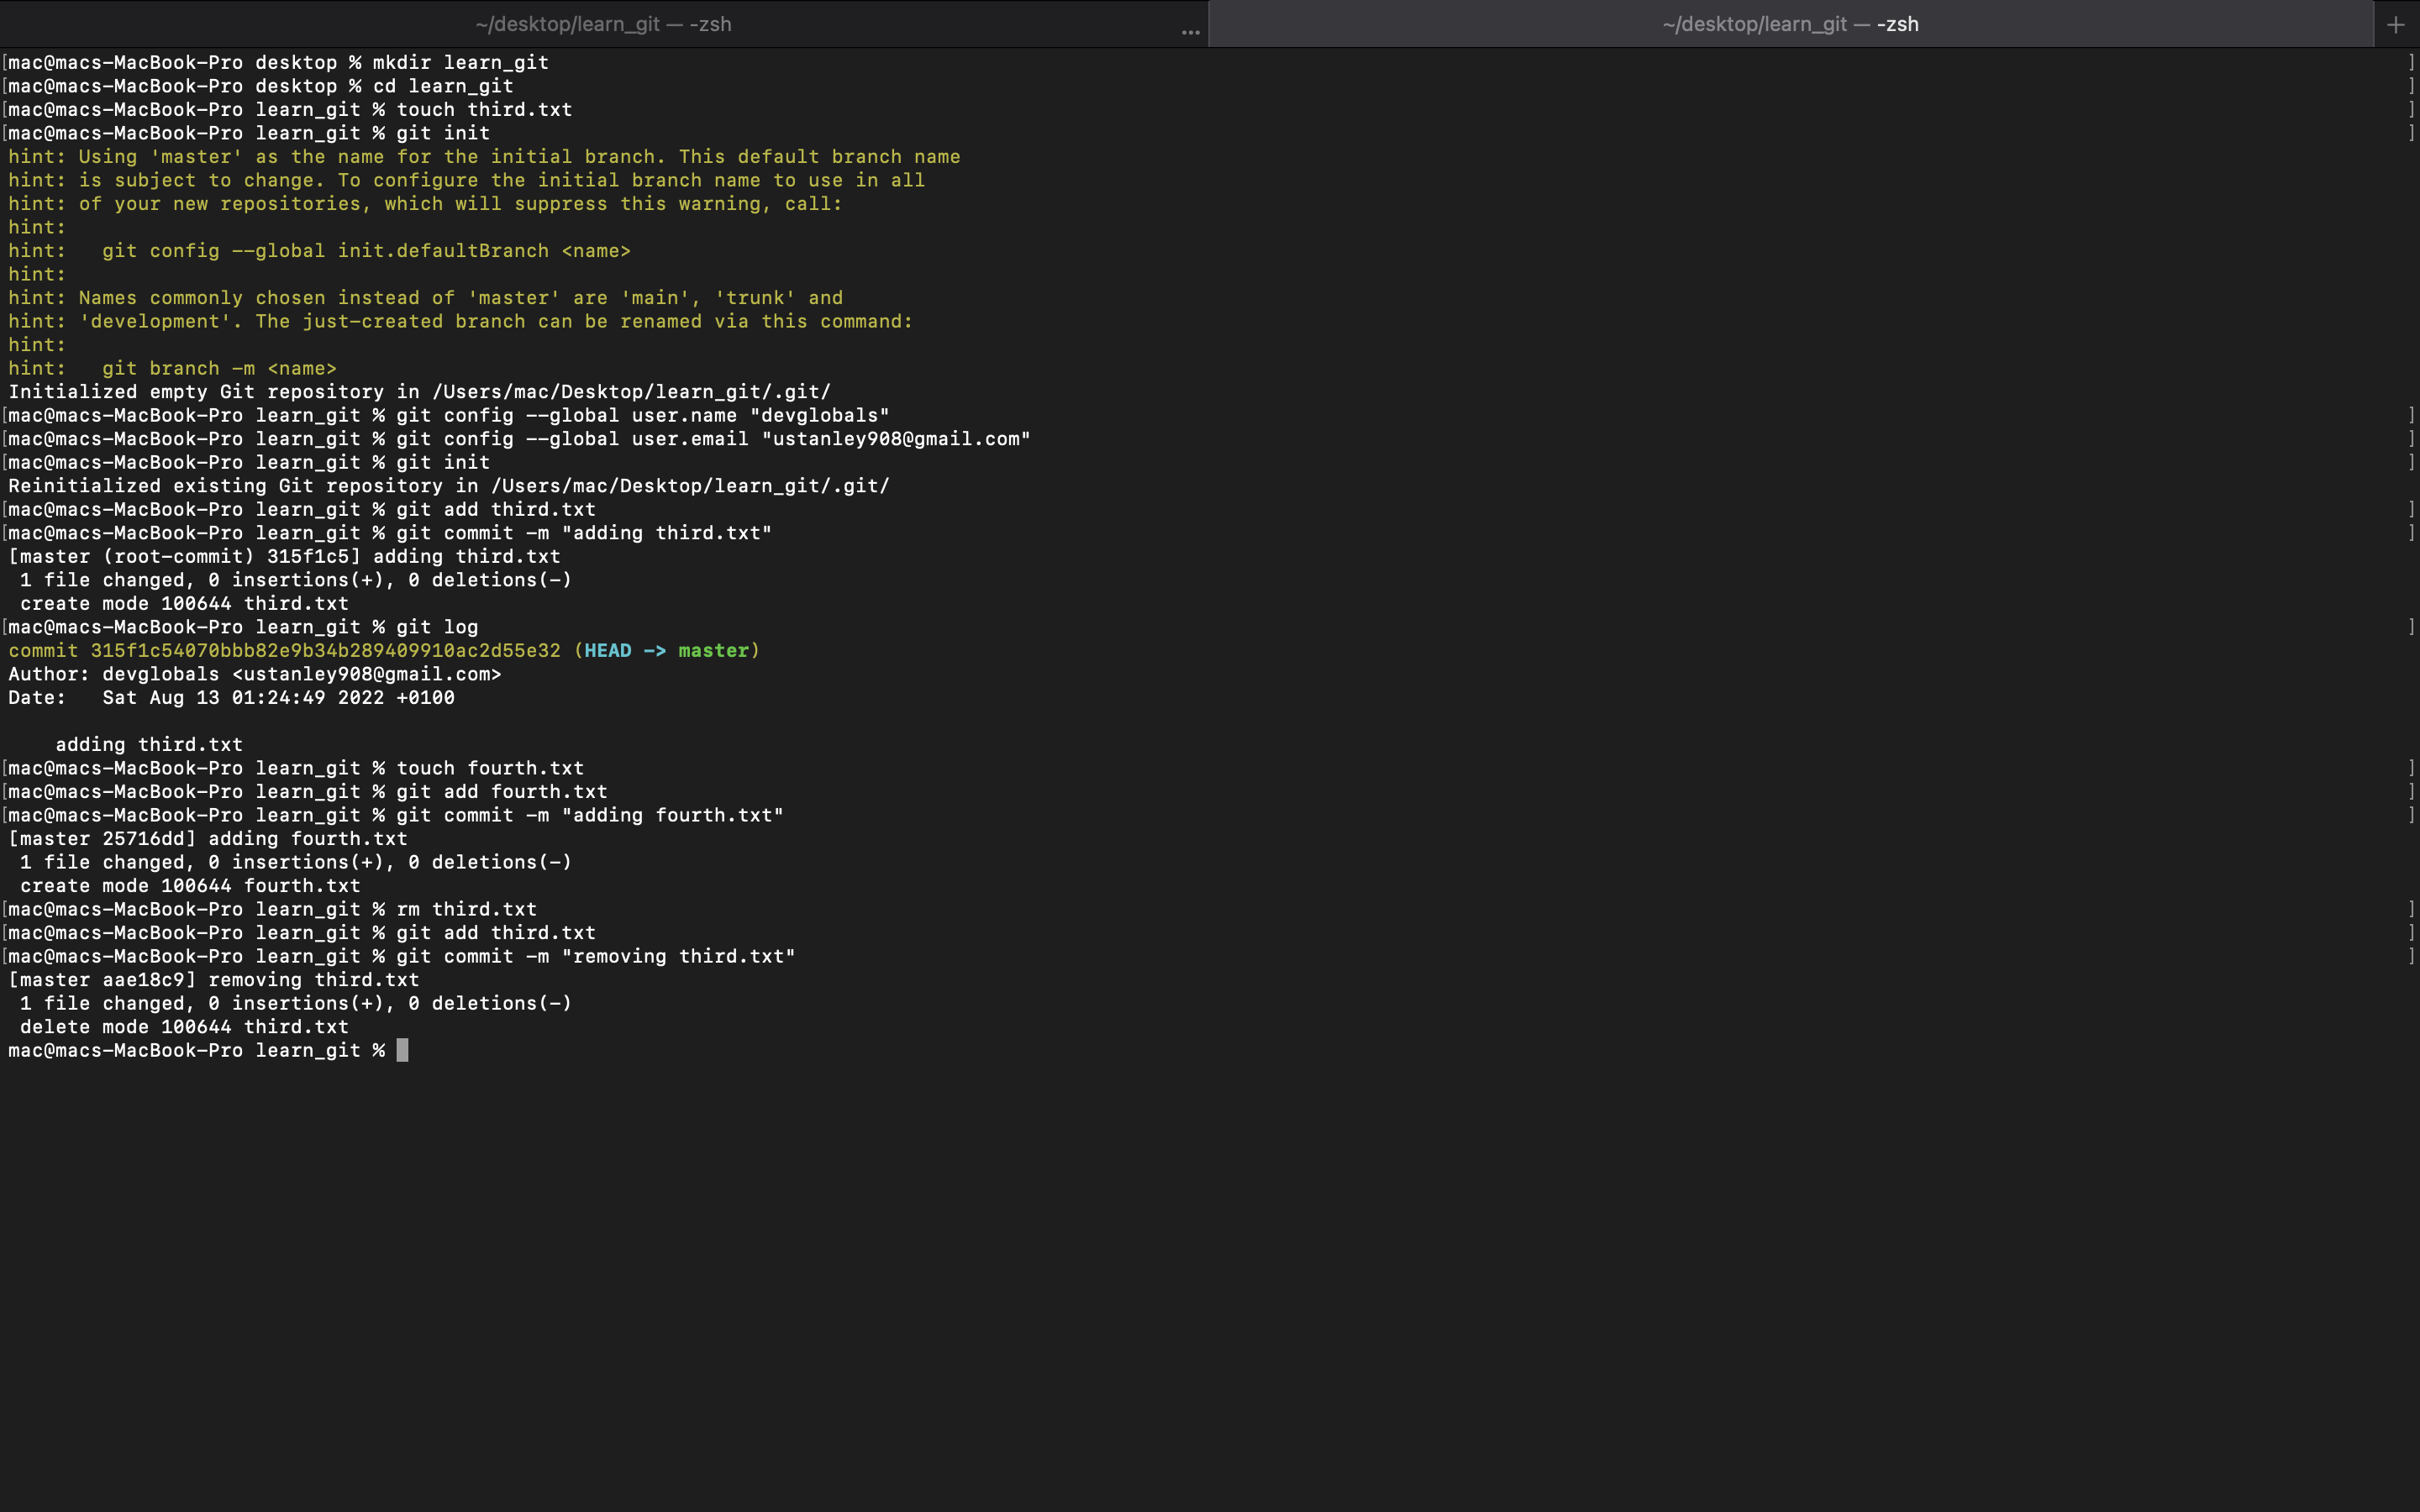 ~/desktop/learn_git — -zsh ... ~/desktop/learn_git — -zsh +
[mac@macs-MacBook-Pro desktop % mkdir learn_git ]
[mac@macs-MacBook-Pro desktop % cd learn_git ]
[mac@macs-MacBook-Pro learn_git % touch third.txt ]
[mac@macs-MacBook-Pro learn_git % git init ]
hint: Using 'master' as the name for the initial branch. This default branch name
hint: is subject to change. To configure the initial branch name to use in all
hint: of your new repositories, which will suppress this warning, call:
hint:
hint:   git config --global init.defaultBranch <name>
hint:
hint: Names commonly chosen instead of 'master' are 'main', 'trunk' and
hint: 'development'. The just-created branch can be renamed via this command:
hint:
hint:   git branch -m <name>
Initialized empty Git repository in /Users/mac/Desktop/learn_git/.git/
[mac@macs-MacBook-Pro learn_git % git config --global user.name "devglobals" ]
[mac@macs-MacBook-Pro learn_git % git config --global user.email "ustanley908@gmail.com" ]
[mac@macs-MacBook-Pro learn_git % git init ]
Reinitialized existing Git repository in /Users/mac/Desktop/learn_git/.git/
[mac@macs-MacBook-Pro learn_git % git add third.txt ]
[mac@macs-MacBook-Pro learn_git % git commit -m "adding third.txt" ]
[master (root-commit) 315f1c5] adding third.txt
 1 file changed, 0 insertions(+), 0 deletions(-)
 create mode 100644 third.txt
[mac@macs-MacBook-Pro learn_git % git log ]
commit 315f1c54070bbb82e9b34b289409910ac2d55e32 (HEAD -> master)
Author: devglobals <ustanley908@gmail.com>
Date:   Sat Aug 13 01:24:49 2022 +0100

    adding third.txt
[mac@macs-MacBook-Pro learn_git % touch fourth.txt ]
[mac@macs-MacBook-Pro learn_git % git add fourth.txt ]
[mac@macs-MacBook-Pro learn_git % git commit -m "adding fourth.txt" ]
[master 25716dd] adding fourth.txt
 1 file changed, 0 insertions(+), 0 deletions(-)
 create mode 100644 fourth.txt
[mac@macs-MacBook-Pro learn_git % rm third.txt ]
[mac@macs-MacBook-Pro learn_git % git add third.txt ]
[mac@macs-MacBook-Pro learn_git % git commit -m "removing third.txt" ]
[master aae18c9] removing third.txt
 1 file changed, 0 insertions(+), 0 deletions(-)
 delete mode 100644 third.txt
mac@macs-MacBook-Pro learn_git %